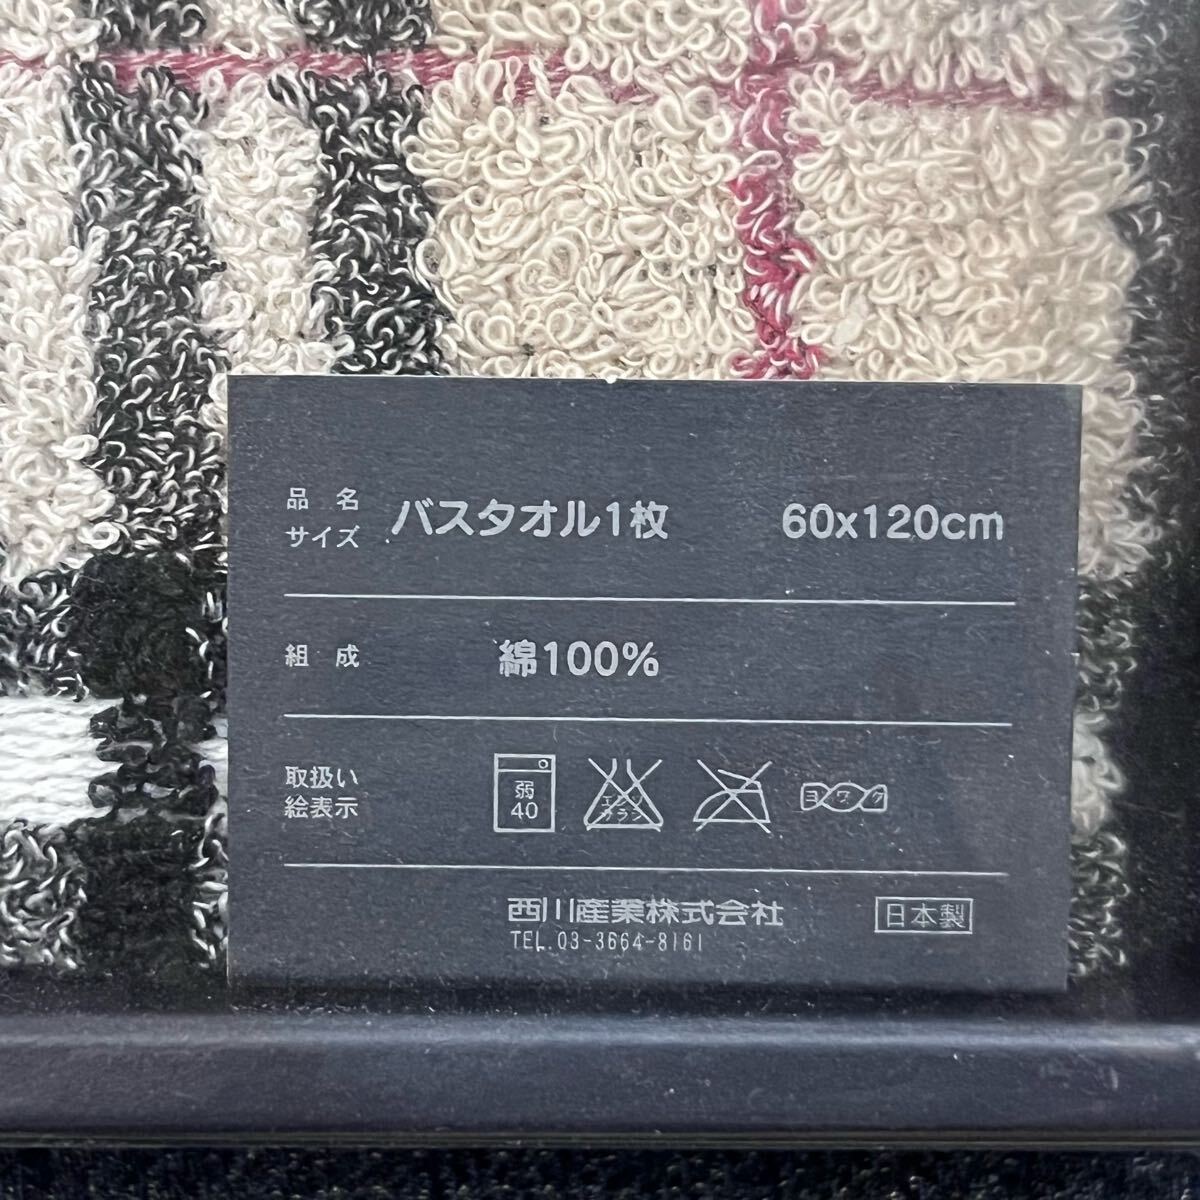 品名
サイズ
バスタオル1枚 60x120cm
組成 綿100%
取扱い
絵表示
弱
40
エンソ
サラシ
ヨワク
西川産業株式会社 日本製
TEL.03-3664-8161